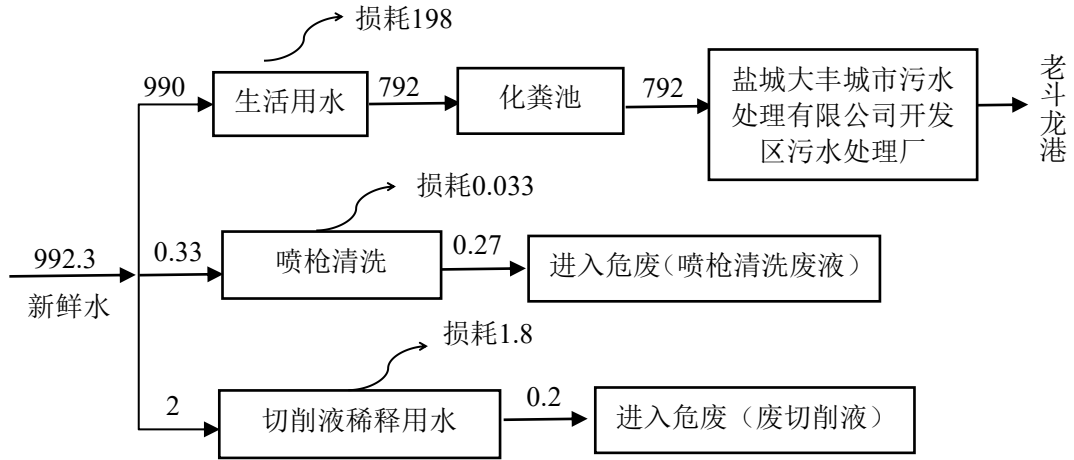 损耗198
990
生活用水
792
化粪池
792
盐城大丰城市污水
处理有限公司开发
区污水处理厂
老斗龙港
损耗0.033
992.3
新鲜水
0.33
喷枪清洗
0.27
进入危废（喷枪清洗废液）
损耗1.8
2
切削液稀释用水
0.2
进入危废（废切削液）